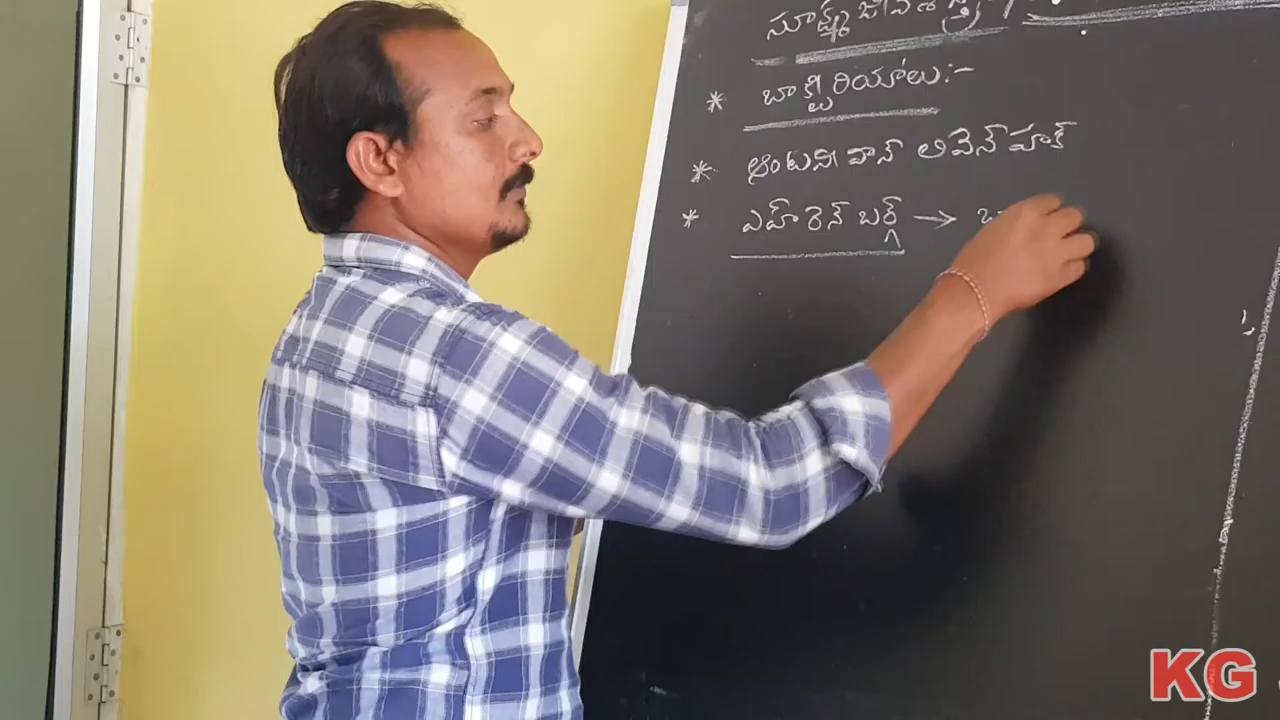 సూక్ష్మ జీవశాస్త్రం
* బాక్టీరియాలు:-
* ఆంటునీ వాన్ లీవెన్ హుక్
* ఎహ్ రెన్ బర్గ్ → బా
KG